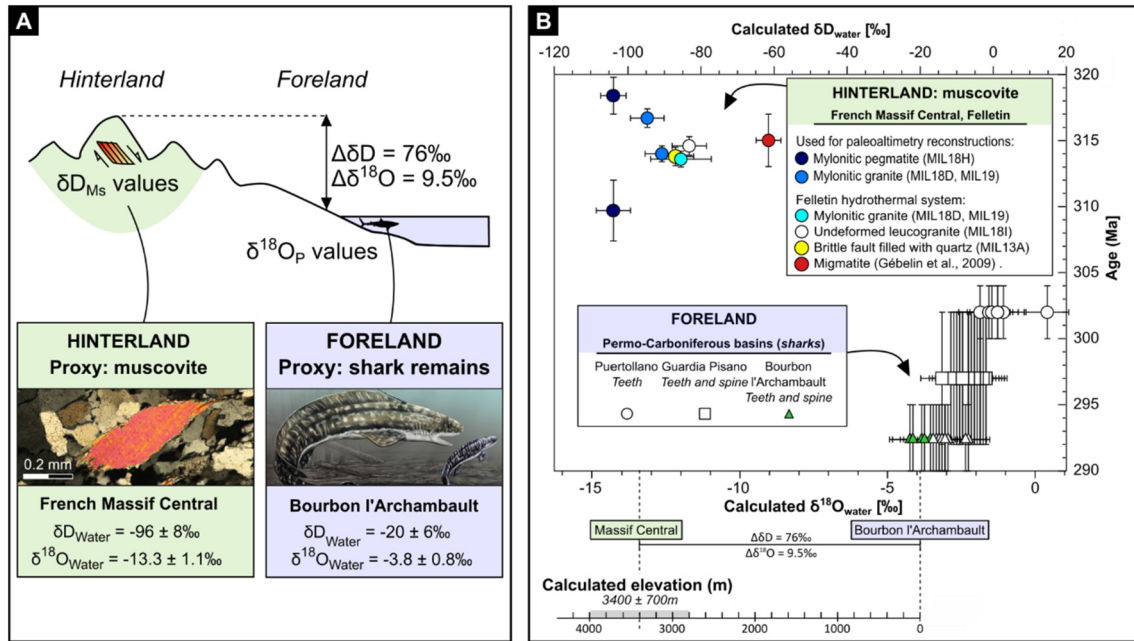 A
Hinterland
Foreland
ΔδD = 76‰
Δδ¹⁸O = 9.5‰
δD_Ms values
δ¹⁸O_P values
HINTERLAND
Proxy: muscovite
0.2 mm
French Massif Central
δD_Water = -96 ± 8‰
δ¹⁸O_Water = -13.3 ± 1.1‰
FORELAND
Proxy: shark remains
Bourbon l'Archambault
δD_Water = -20 ± 6‰
δ¹⁸O_Water = -3.8 ± 0.8‰
B
Calculated δD_water [‰]
-120 -100 -80 -60 -40 -20 0 20
320
315
310
305
300
295
290
Age (Ma)
HINTERLAND: muscovite
French Massif Central, Felletin
Used for paleoaltimetry reconstructions:
Mylonitic pegmatite (MIL18H)
Mylonitic granite (MIL18D, MIL19)
Felletin hydrothermal system:
Mylonitic granite (MIL18D, MIL19)
Undeformed leucogranite (MIL18I)
Brittle fault filled with quartz (MIL13A)
Migmatite (Gébelin et al., 2009) .
FORELAND
Permo-Carboniferous basins (sharks)
Puertollano Guardia Pisano Bourbon
Teeth Teeth and spine l'Archambault
Teeth and spine
-15 -10 -5 0
Calculated δ¹⁸O_water [‰]
Massif Central
Bourbon l'Archambault
ΔδD = 76‰
Δδ¹⁸O = 9.5‰
Calculated elevation (m)
3400 ± 700m
4000 3000 2000 1000 0